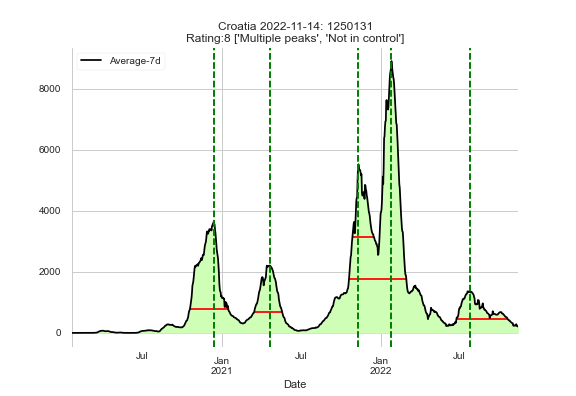 Croatia 2022-11-14: 1250131
Rating:8 ['Multiple peaks', 'Not in control']
Average-7d
8000
6000
4000
2000
0
Jul
Jan
2021
Jul
Jan
2022
Jul
Date